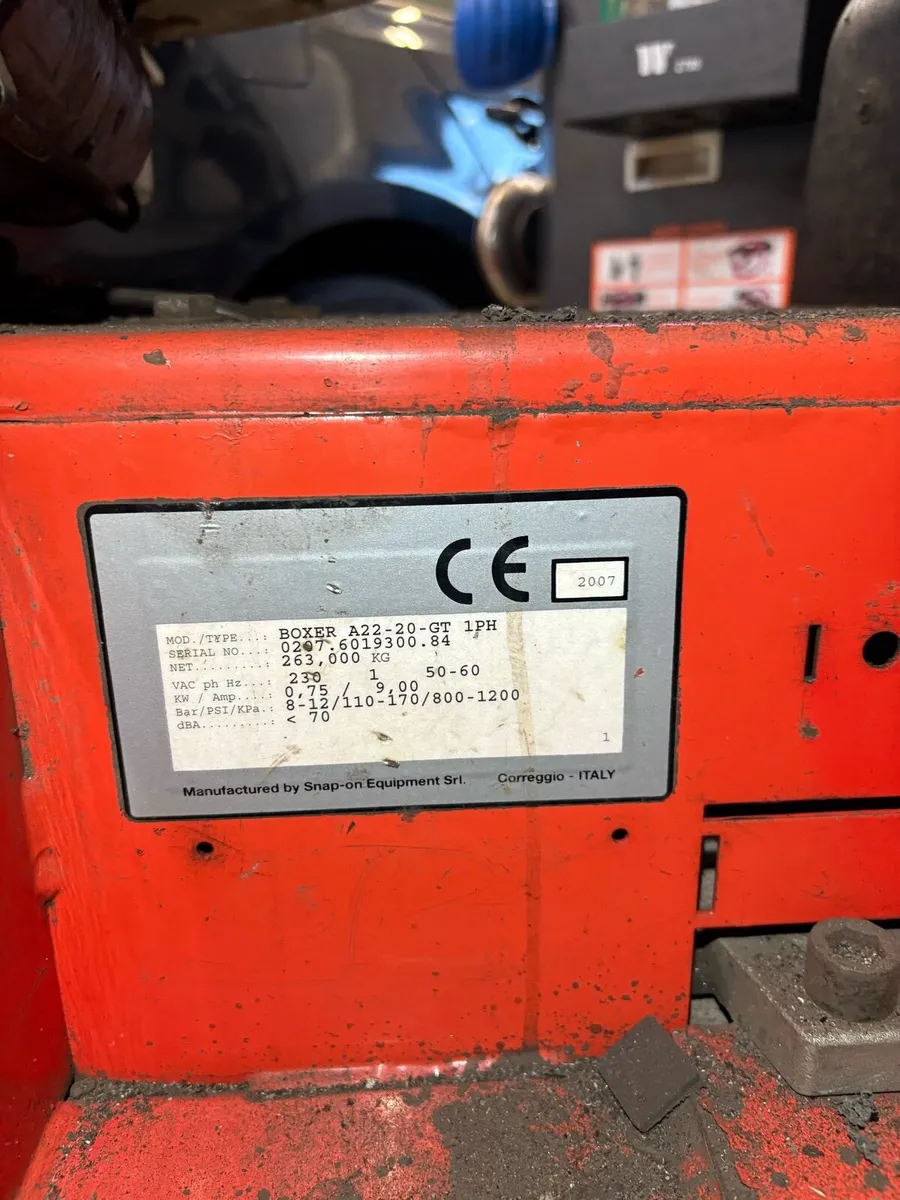 W
CE
2007
MOD./TYPE...: BOXER A22-20-GT 1PH
SERIAL NO...: 0207.6019300.84
NET.........: 263,000 KG
VAC ph Hz...: 230 1 50-60
KW / Amp....: 0,75 / 9,00
Bar/PSI/KPa.: 8-12/110-170/800-1200
dBA.........: < 70
1
Manufactured by Snap-on Equipment Srl. Correggio - ITALY